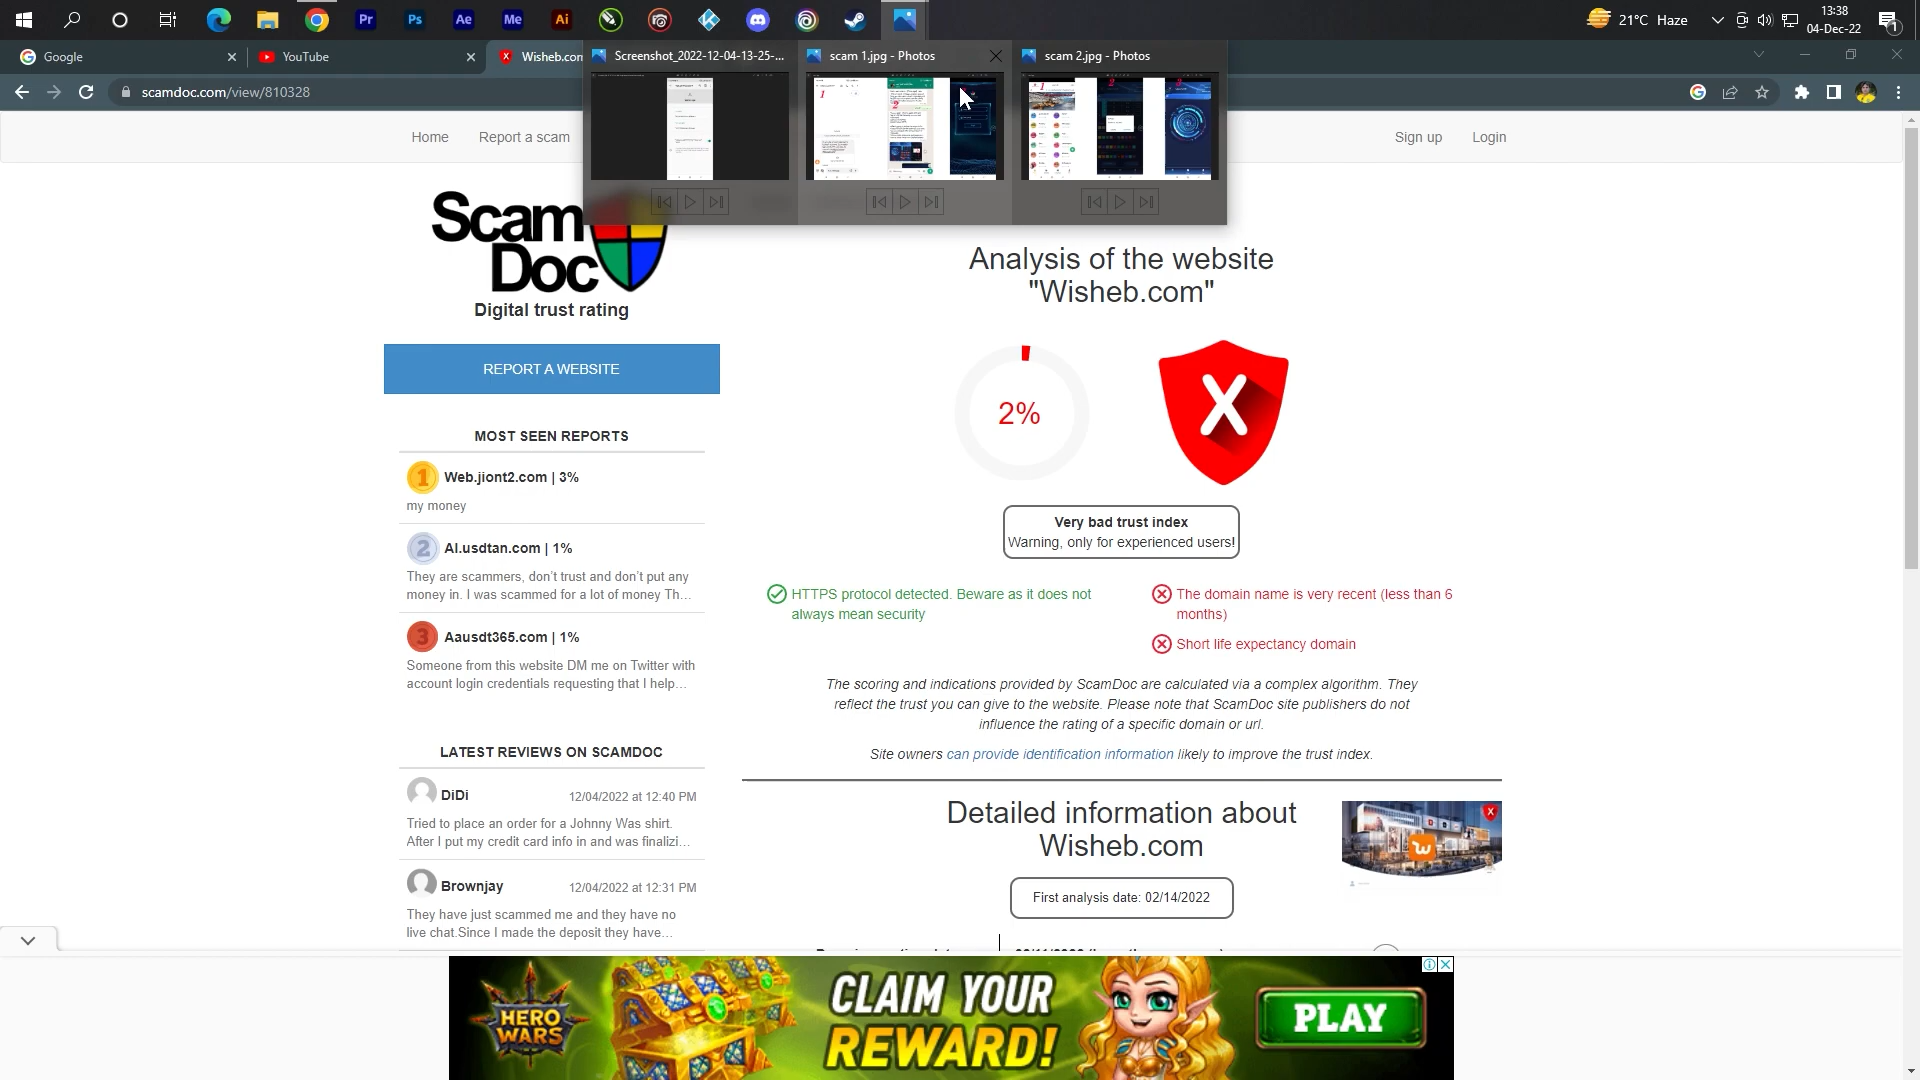 Pr
Ps
Ae
Me
Ai
21°C Haze
13:38
04-Dec-22
1
Google
YouTube
Wisheb.com
Screenshot_2022-12-04-13-25-...
scam 1.jpg - Photos
scam 2.jpg - Photos
scamdoc.com/view/810328
Home
Report a scam
Sign up
Login
Scam
Doc
Digital trust rating
REPORT A WEBSITE
MOST SEEN REPORTS
1
Web.jiont2.com | 3%
my money
2
AI.usdtan.com | 1%
They are scammers, don't trust and don't put any
money in. I was scammed for a lot of money Th...
3
Aausdt365.com | 1%
Someone from this website DM me on Twitter with
account login credentials requesting that I help...
LATEST REVIEWS ON SCAMDOC
DiDi
12/04/2022 at 12:40 PM
Tried to place an order for a Johnny Was shirt.
After I put my credit card info in and was finalizi...
Brownjay
12/04/2022 at 12:31 PM
They have just scammed me and they have no
live chat.Since I made the deposit they have...
Analysis of the website
"Wisheb.com"
2%
X
Very bad trust index
Warning, only for experienced users!
HTTPS protocol detected. Beware as it does not
always mean security
The domain name is very recent (less than 6
months)
Short life expectancy domain
The scoring and indications provided by ScamDoc are calculated via a complex algorithm. They
reflect the trust you can give to the website. Please note that ScamDoc site publishers do not
influence the rating of a specific domain or url.
Site owners can provide identification information likely to improve the trust index.
Detailed information about
Wisheb.com
First analysis date: 02/14/2022
HERO
WARS
CLAIM YOUR
REWARD!
PLAY